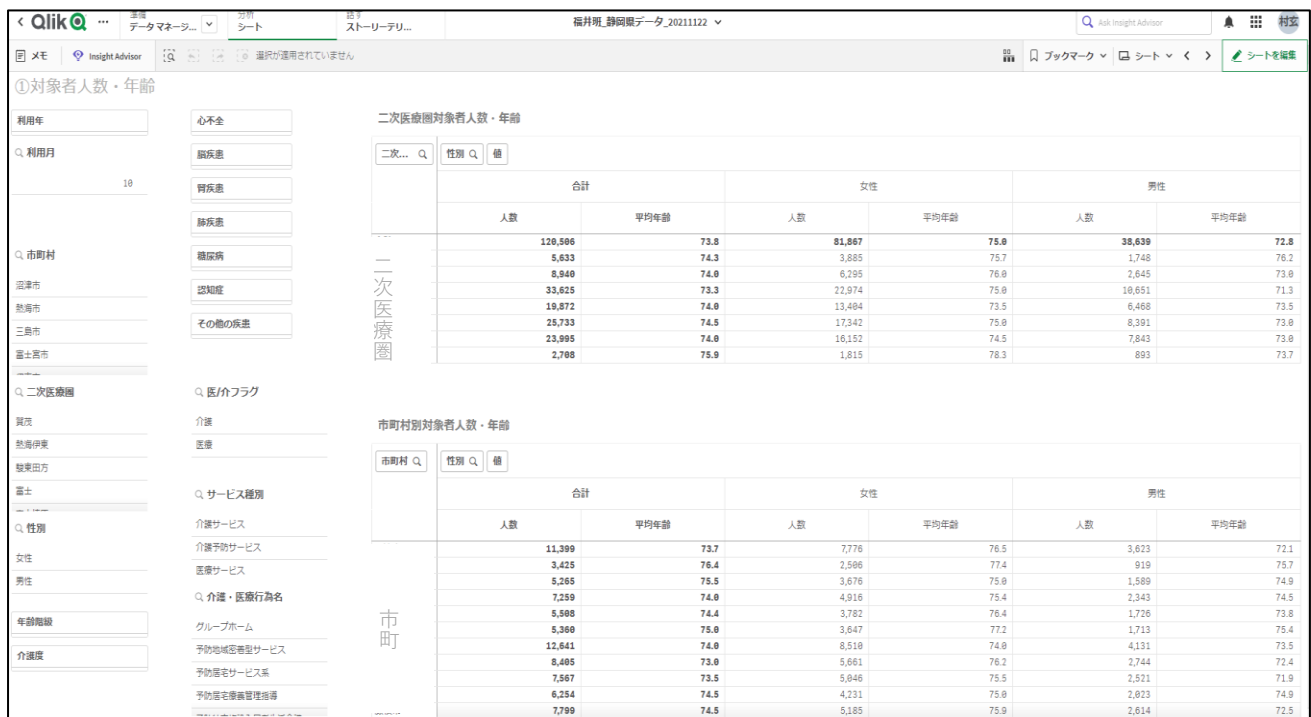 Qlik ... 準備 分析 話す
データマネージ... シート ストーリーテリ... 福井班_静岡県データ_20211122 Ask Insight Advisor 村玄
メモ Insight Advisor 選択が適用されていません ブックマーク シート シートを編集
①対象者人数・年齢
利用年
利用月
10
市町村
沼津市
熱海市
三島市
富士宮市
二次医療圏
賀茂
熱海伊東
駿東田方
富士
性別
女性
男性
年齢階級
介護度
心不全
脳疾患
腎疾患
肺疾患
糖尿病
認知症
その他の疾患
医/介フラグ
介護
医療
サービス種別
介護サービス
介護予防サービス
医療サービス
介護・医療行為名
グループホーム
予防地域密着型サービス
予防居宅サービス系
予防居宅療養管理指導
二次医療圏対象者人数・年齢
二次... 性別 値
合計 女性 男性
人数 平均年齢 人数 平均年齢 人数 平均年齢
二次医療圏
120,506 73.8 81,867 75.0 38,639 72.8
5,633 74.3 3,885 75.7 1,748 76.2
8,940 74.0 6,295 76.0 2,645 73.0
33,625 73.3 22,974 75.0 10,651 71.3
19,872 74.0 13,404 73.5 6,468 73.5
25,733 74.5 17,342 75.0 8,391 73.0
23,995 74.0 16,152 74.5 7,843 73.0
2,708 75.9 1,815 78.3 893 73.7
市町村別対象者人数・年齢
市町村 性別 値
合計 女性 男性
人数 平均年齢 人数 平均年齢 人数 平均年齢
市町
11,399 73.7 7,776 76.5 3,623 72.1
3,425 76.4 2,506 77.4 919 75.7
5,265 75.5 3,676 75.0 1,589 74.9
7,259 74.0 4,916 75.4 2,343 74.5
5,508 74.4 3,782 76.4 1,726 73.8
5,360 75.0 3,647 77.2 1,713 75.4
12,641 74.0 8,510 74.0 4,131 73.5
8,405 73.0 5,661 76.2 2,744 72.4
7,567 73.5 5,046 75.5 2,521 71.9
6,254 74.5 4,231 75.0 2,023 74.9
7,799 74.5 5,185 75.9 2,614 72.5